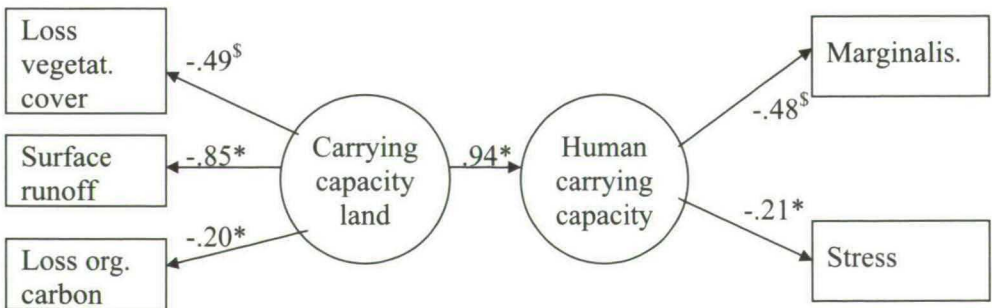 Loss
vegetat.
cover
-.49$
Surface
runoff
-.85*
Loss org.
carbon
-.20*
Carrying
capacity
land
.94*
Human
carrying
capacity
Marginalis.
-.48$
-.21*
Stress